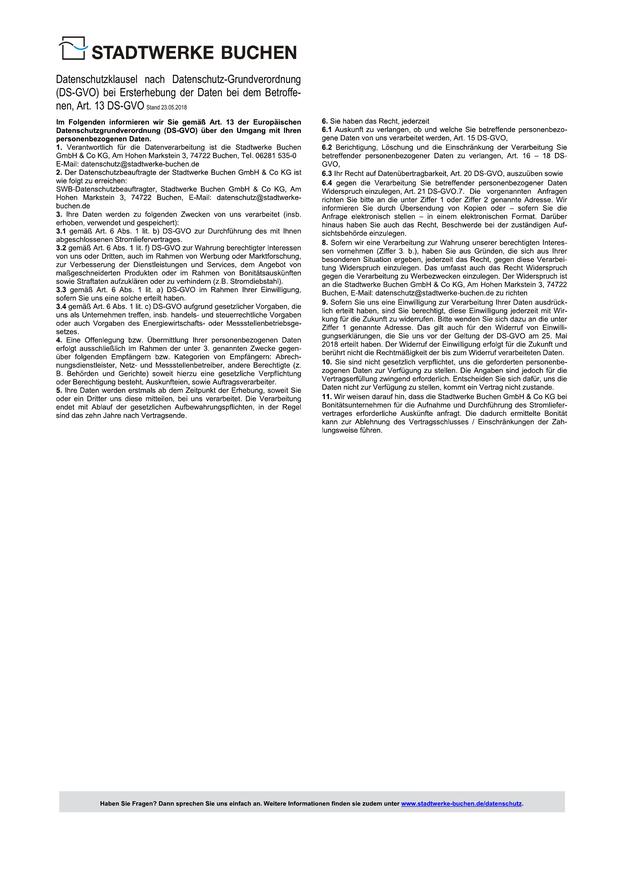 STADTWERKE BUCHEN
Datenschutzklausel nach Datenschutz-Grundverordnung
(DS-GVO) bei Ersterhebung der Daten bei dem Betroffe-
nen, Art. 13 DS-GVO Stand 23.05.2018
Im Folgenden informieren wir Sie gemäß Art. 13 der Europäischen
Datenschutzgrundverordnung (DS-GVO) über den Umgang mit Ihren
personenbezogenen Daten.
1. Verantwortlich für die Datenverarbeitung ist die Stadtwerke Buchen
GmbH & Co KG, Am Hohen Markstein 3, 74722 Buchen, Tel. 06281 535-0
E-Mail: datenschutz@stadtwerke-buchen.de
2. Der Datenschutzbeauftragte der Stadtwerke Buchen GmbH & Co KG ist
wie folgt zu erreichen:
SWB-Datenschutzbeauftragter, Stadtwerke Buchen GmbH & Co KG, Am
Hohen Markstein 3, 74722 Buchen, E-Mail: datenschutz@stadtwerke-
buchen.de
3. Ihre Daten werden zu folgenden Zwecken von uns verarbeitet (insb.
erhoben, verwendet und gespeichert):
3.1 gemäß Art. 6 Abs. 1 lit. b) DS-GVO zur Durchführung des mit Ihnen
abgeschlossenen Stromliefervertrages.
3.2 gemäß Art. 6 Abs. 1 lit. f) DS-GVO zur Wahrung berechtigter Interessen
von uns oder Dritten, auch im Rahmen von Werbung oder Marktforschung,
zur Verbesserung der Dienstleistungen und Services, dem Angebot von
maßgeschneiderten Produkten oder im Rahmen von Bonitätsauskünften
sowie Straftaten aufzuklären oder zu verhindern (z.B. Stromdiebstahl).
3.3 gemäß Art. 6 Abs. 1 lit. a) DS-GVO im Rahmen Ihrer Einwilligung,
sofern Sie uns eine solche erteilt haben.
3.4 gemäß Art. 6 Abs. 1 lit. c) DS-GVO aufgrund gesetzlicher Vorgaben, die
uns als Unternehmen treffen, insb. handels- und steuerrechtliche Vorgaben
oder auch Vorgaben des Energiewirtschafts- oder Messstellenbetriebsge-
setzes.
4. Eine Offenlegung bzw. Übermittlung Ihrer personenbezogenen Daten
erfolgt ausschließlich im Rahmen der unter 3. genannten Zwecke gegen-
über folgenden Empfängern bzw. Kategorien von Empfängern: Abrech-
nungsdienstleister, Netz- und Messstellenbetreiber, andere Berechtigte (z.
B. Behörden und Gerichte) soweit hierzu eine gesetzliche Verpflichtung
oder Berechtigung besteht, Auskunfteien, sowie Auftragsverarbeiter.
5. Ihre Daten werden erstmals ab dem Zeitpunkt der Erhebung, soweit Sie
oder ein Dritter uns diese mitteilen, bei uns verarbeitet. Die Verarbeitung
endet mit Ablauf der gesetzlichen Aufbewahrungspflichten, in der Regel
sind das zehn Jahre nach Vertragsende.
6. Sie haben das Recht, jederzeit
6.1 Auskunft zu verlangen, ob und welche Sie betreffende personenbezo-
gene Daten von uns verarbeitet werden, Art. 15 DS-GVO,
6.2 Berichtigung, Löschung und die Einschränkung der Verarbeitung Sie
betreffender personenbezogener Daten zu verlangen, Art. 16 – 18 DS-
GVO,
6.3 Ihr Recht auf Datenübertragbarkeit, Art. 20 DS-GVO, auszuüben sowie
6.4 gegen die Verarbeitung Sie betreffender personenbezogener Daten
Widerspruch einzulegen, Art. 21 DS-GVO.7. Die vorgenannten Anfragen
richten Sie bitte an die unter Ziffer 1 oder Ziffer 2 genannte Adresse. Wir
informieren Sie durch Übersendung von Kopien oder – sofern Sie die
Anfrage elektronisch stellen – in einem elektronischen Format. Darüber
hinaus haben Sie auch das Recht, Beschwerde bei der zuständigen Auf-
sichtsbehörde einzulegen.
8. Sofern wir eine Verarbeitung zur Wahrung unserer berechtigten Interes-
sen vornehmen (Ziffer 3. b.), haben Sie aus Gründen, die sich aus Ihrer
besonderen Situation ergeben, jederzeit das Recht, gegen diese Verarbei-
tung Widerspruch einzulegen. Das umfasst auch das Recht Widerspruch
gegen die Verarbeitung zu Werbezwecken einzulegen. Der Widerspruch ist
an die Stadtwerke Buchen GmbH & Co KG, Am Hohen Markstein 3, 74722
Buchen, E-Mail: datenschutz@stadtwerke-buchen.de zu richten
9. Sofern Sie uns eine Einwilligung zur Verarbeitung Ihrer Daten ausdrück-
lich erteilt haben, sind Sie berechtigt, diese Einwilligung jederzeit mit Wir-
kung für die Zukunft zu widerrufen. Bitte wenden Sie sich dazu an die unter
Ziffer 1 genannte Adresse. Das gilt auch für den Widerruf von Einwilli-
gungserklärungen, die Sie uns vor der Geltung der DS-GVO am 25. Mai
2018 erteilt haben. Der Widerruf der Einwilligung erfolgt für die Zukunft und
berührt nicht die Rechtmäßigkeit der bis zum Widerruf verarbeiteten Daten.
10. Sie sind nicht gesetzlich verpflichtet, uns die geforderten personenbe-
zogenen Daten zur Verfügung zu stellen. Die Angaben sind jedoch für die
Vertragserfüllung zwingend erforderlich. Entscheiden Sie sich dafür, uns die
Daten nicht zur Verfügung zu stellen, kommt ein Vertrag nicht zustande.
11. Wir weisen darauf hin, dass die Stadtwerke Buchen GmbH & Co KG bei
Bonitätsunternehmen für die Aufnahme und Durchführung des Stromliefer-
vertrages erforderliche Auskünfte anfragt. Die dadurch ermittelte Bonität
kann zur Ablehnung des Vertragsschlusses / Einschränkungen der Zah-
lungsweise führen.
Haben Sie Fragen? Dann sprechen Sie uns einfach an. Weitere Informationen finden sie zudem unter www.stadtwerke-buchen.de/datenschutz.